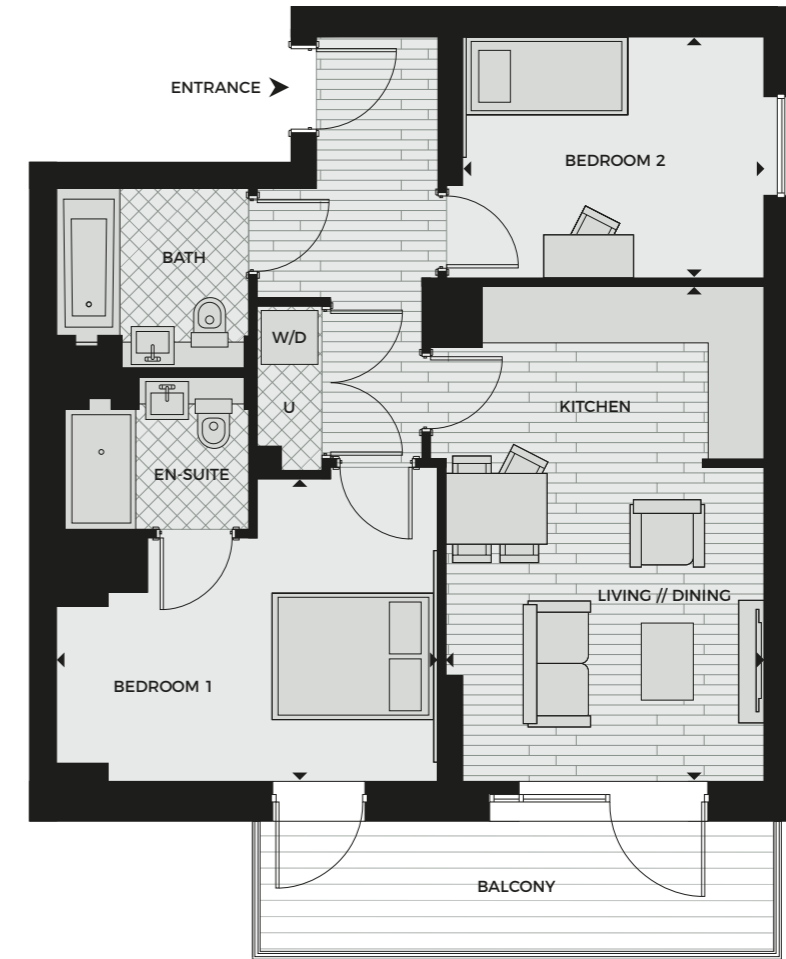 ENTRANCE
BEDROOM 2
BATH
W/D
KITCHEN
U
EN-SUITE
LIVING // DINING
BEDROOM 1
BALCONY